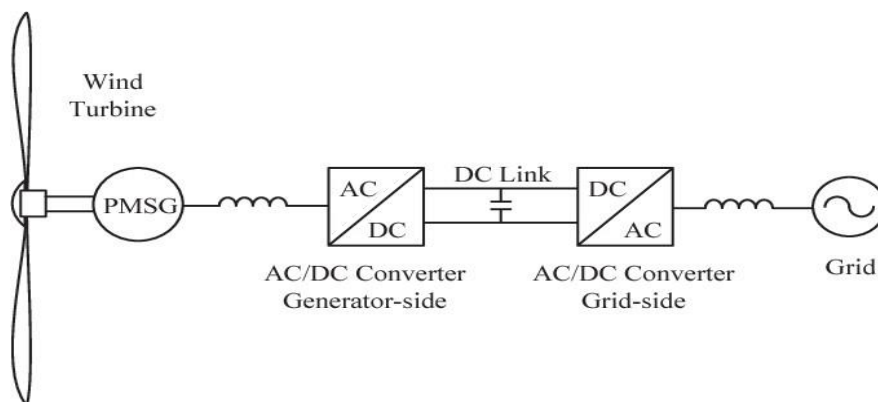 Wind
Turbine
PMSG
AC
DC
DC Link
DC
AC
AC/DC Converter
Generator-side
AC/DC Converter
Grid-side
Grid